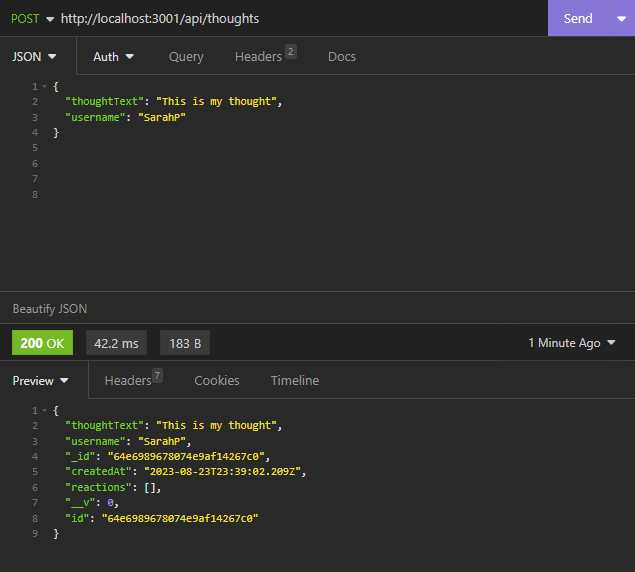 POST http://localhost:3001/api/thoughts Send
JSON Auth Query Headers 2 Docs
1 {
2 "thoughtText": "This is my thought",
3 "username": "SarahP"
4 }
5
6
7
8
Beautify JSON
200 OK 42.2 ms 183 B 1 Minute Ago
Preview Headers 7 Cookies Timeline
1 {
2 "thoughtText": "This is my thought",
3 "username": "SarahP",
4 "_id": "64e6989678074e9af14267c0",
5 "createdAt": "2023-08-23T23:39:02.209Z",
6 "reactions": [],
7 "__v": 0,
8 "id": "64e6989678074e9af14267c0"
9 }